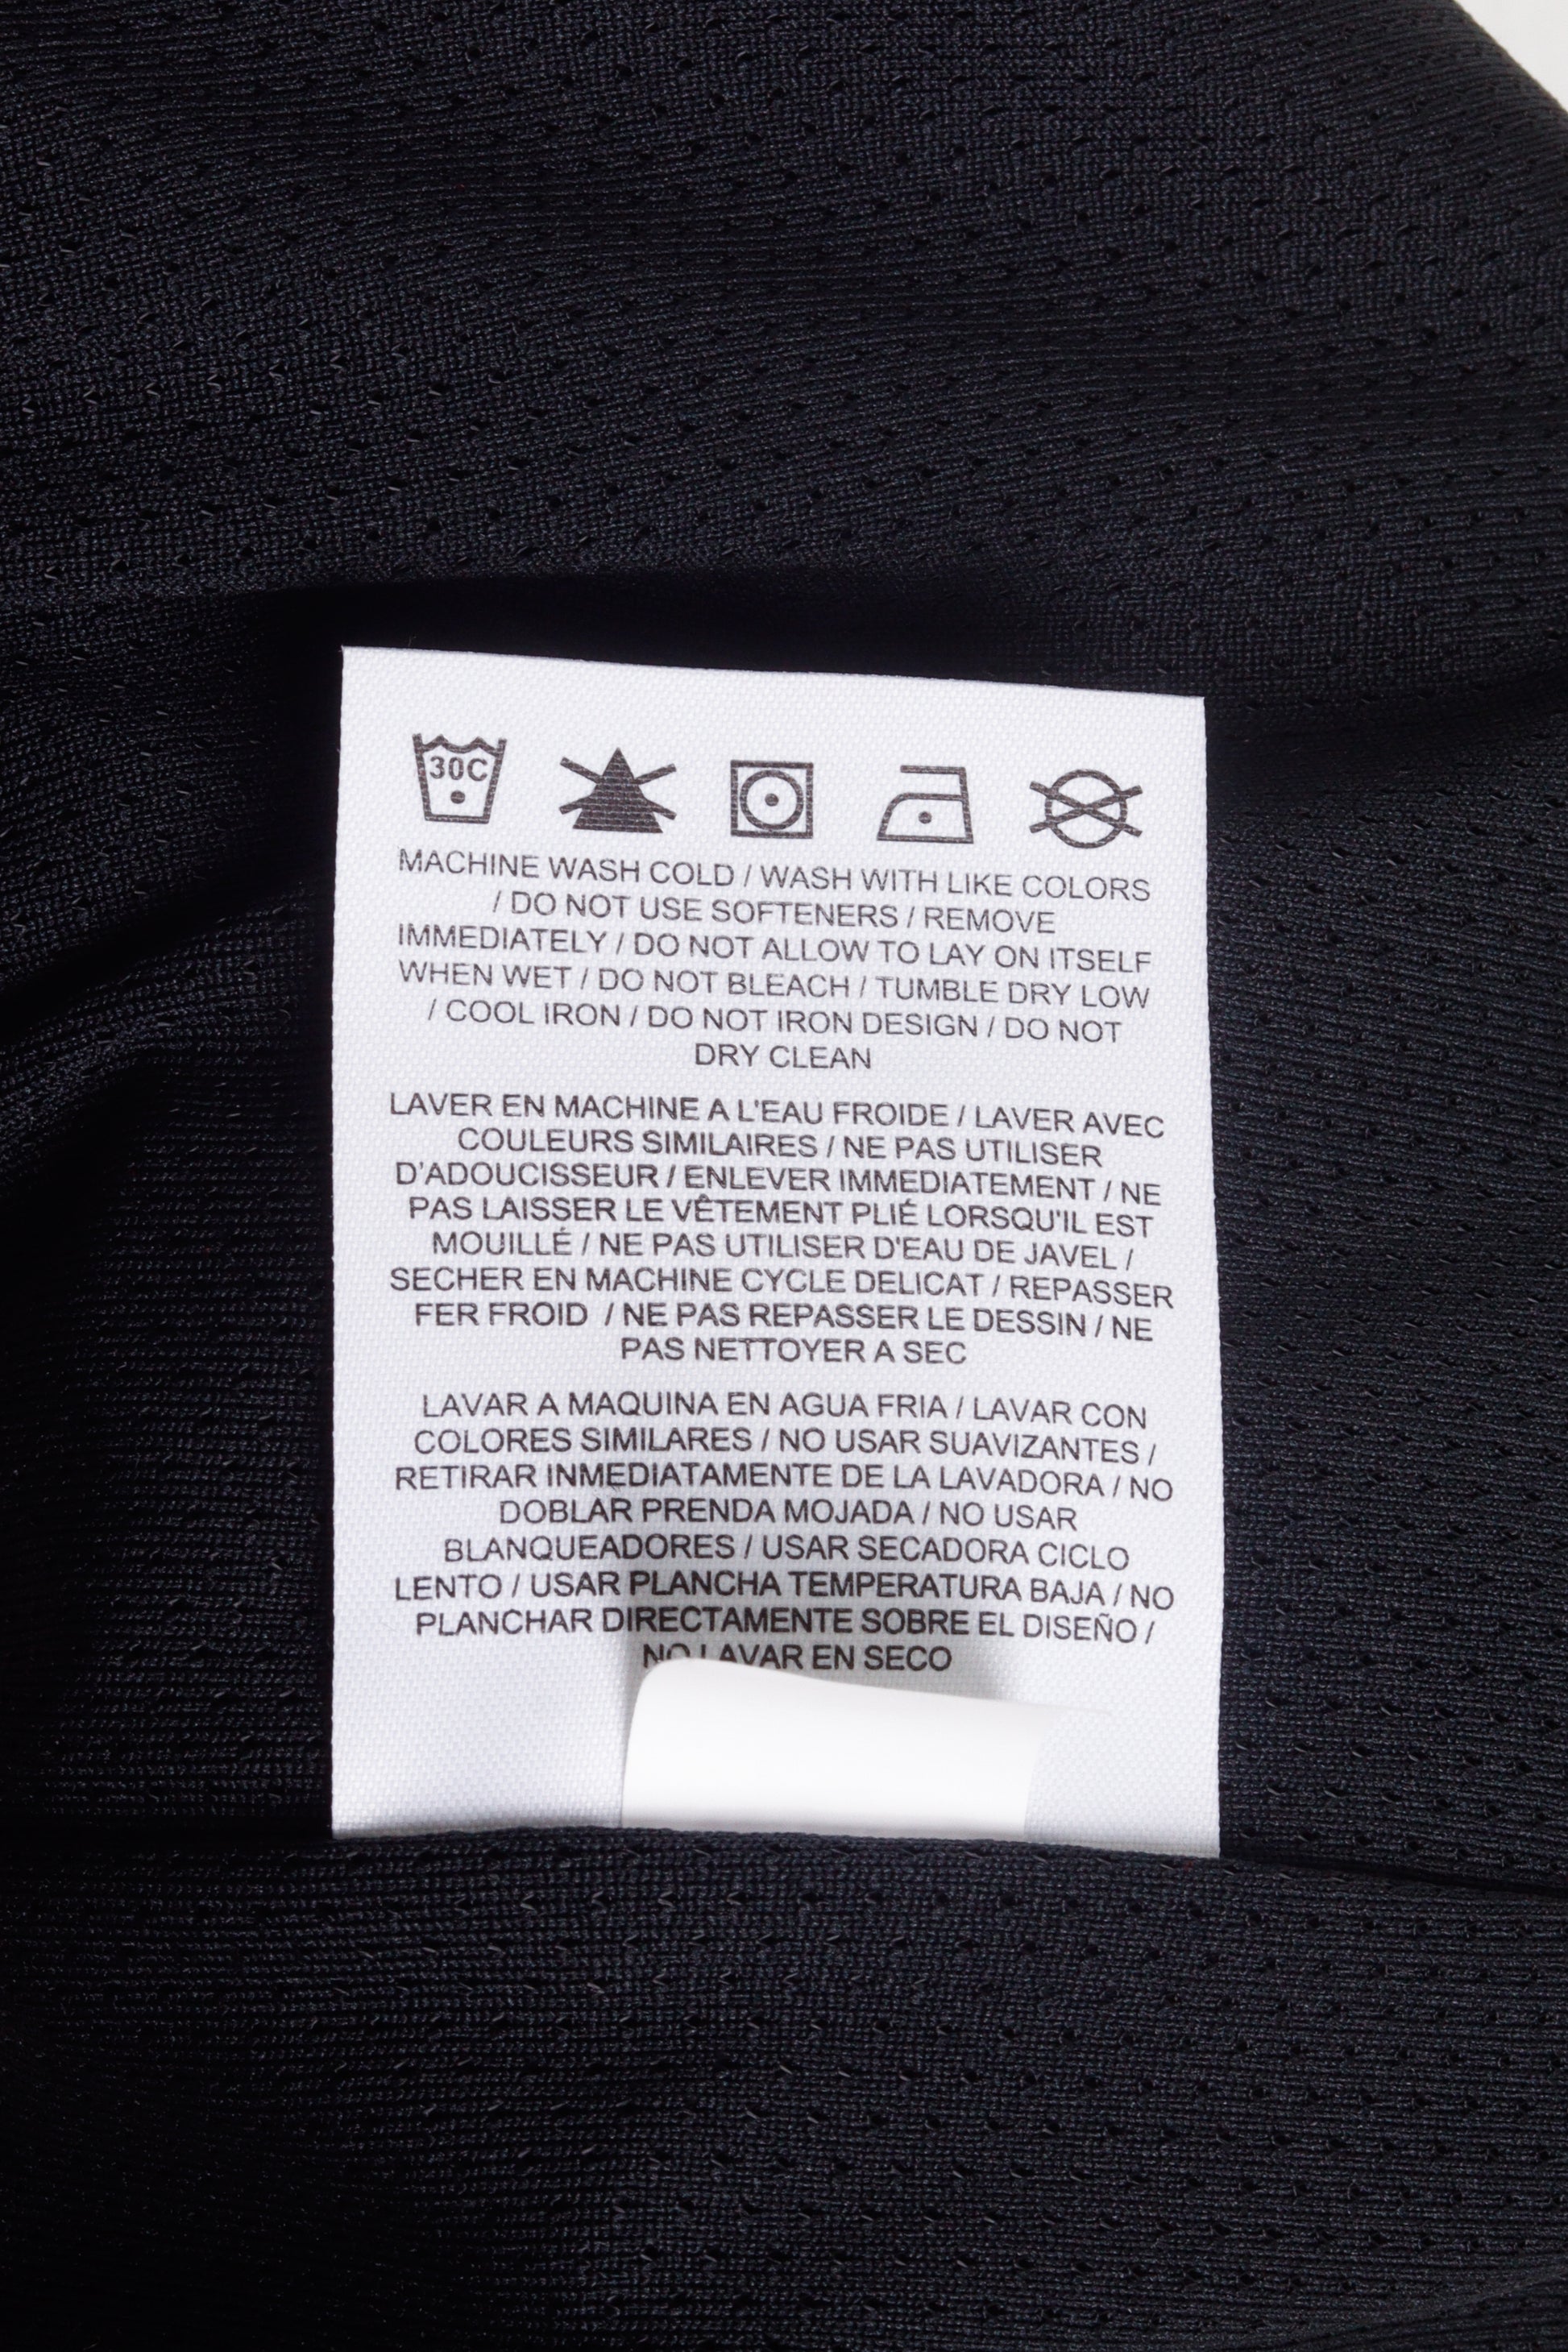 30C
MACHINE WASH COLD / WASH WITH LIKE COLORS
/ DO NOT USE SOFTENERS / REMOVE
IMMEDIATELY / DO NOT ALLOW TO LAY ON ITSELF
WHEN WET / DO NOT BLEACH / TUMBLE DRY LOW
/ COOL IRON / DO NOT IRON DESIGN / DO NOT
DRY CLEAN
LAVER EN MACHINE A L'EAU FROIDE / LAVER AVEC
COULEURS SIMILAIRES / NE PAS UTILISER
D'ADOUCISSEUR / ENLEVER IMMEDIATEMENT / NE
PAS LAISSER LE VÊTEMENT PLIÉ LORSQU'IL EST
MOUILLÉ / NE PAS UTILISER D'EAU DE JAVEL /
SECHER EN MACHINE CYCLE DELICAT / REPASSER
FER FROID / NE PAS REPASSER LE DESSIN / NE
PAS NETTOYER A SEC
LAVAR A MAQUINA EN AGUA FRIA / LAVAR CON
COLORES SIMILARES / NO USAR SUAVIZANTES /
RETIRAR INMEDIATAMENTE DE LA LAVADORA / NO
DOBLAR PRENDA MOJADA / NO USAR
BLANQUEADORES / USAR SECADORA CICLO
LENTO / USAR PLANCHA TEMPERATURA BAJA / NO
PLANCHAR DIRECTAMENTE SOBRE EL DISEÑO /
NO LAVAR EN SECO